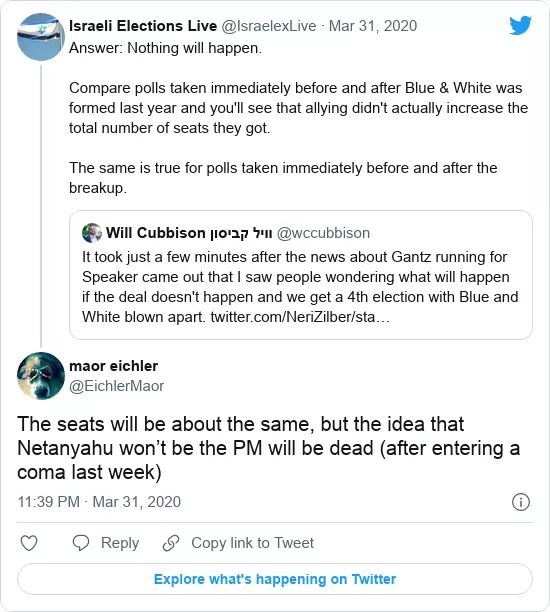 Israeli Elections Live @IsraelexLive · Mar 31, 2020
Answer: Nothing will happen.
Compare polls taken immediately before and after Blue & White was
formed last year and you'll see that allying didn't actually increase the
total number of seats they got.
The same is true for polls taken immediately before and after the
breakup.
Will Cubbison וויל קביסון @wccubbison
It took just a few minutes after the news about Gantz running for
Speaker came out that I saw people wondering what will happen
if the deal doesn't happen and we get a 4th election with Blue and
White blown apart. twitter.com/NeriZilber/sta…
maor eichler
@EichlerMaor
The seats will be about the same, but the idea that
Netanyahu won't be the PM will be dead (after entering a
coma last week)
11:39 PM · Mar 31, 2020
Reply
Copy link to Tweet
Explore what's happening on Twitter